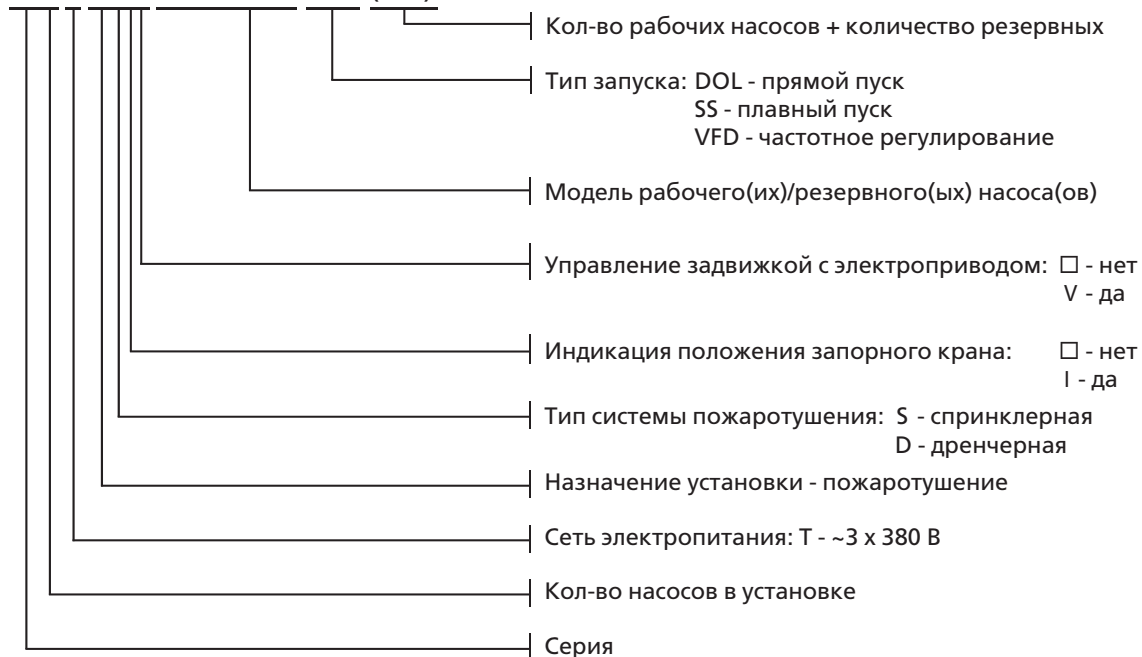 Кол-во рабочих насосов + количество резервных
Тип запуска: DOL - прямой пуск
SS - плавный пуск
VFD - частотное регулирование
Модель рабочего(их)/резервного(ых) насоса(ов)
Управление задвижкой с электроприводом: □ - нет
V - да
Индикация положения запорного крана: □ - нет
I - да
Тип системы пожаротушения: S - спринклерная
D - дренчерная
Назначение установки - пожаротушение
Сеть электропитания: Т - ~3 х 380 В
Кол-во насосов в установке
Серия